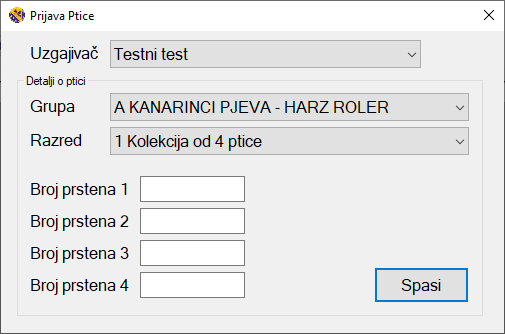 Prijava Ptice
Uzgajivač Testni test
Detalji o ptici
Grupa A KANARINCI PJEVA - HARZ ROLER
Razred 1 Kolekcija od 4 ptice
Broj prstena 1
Broj prstena 2
Broj prstena 3
Broj prstena 4
Spasi